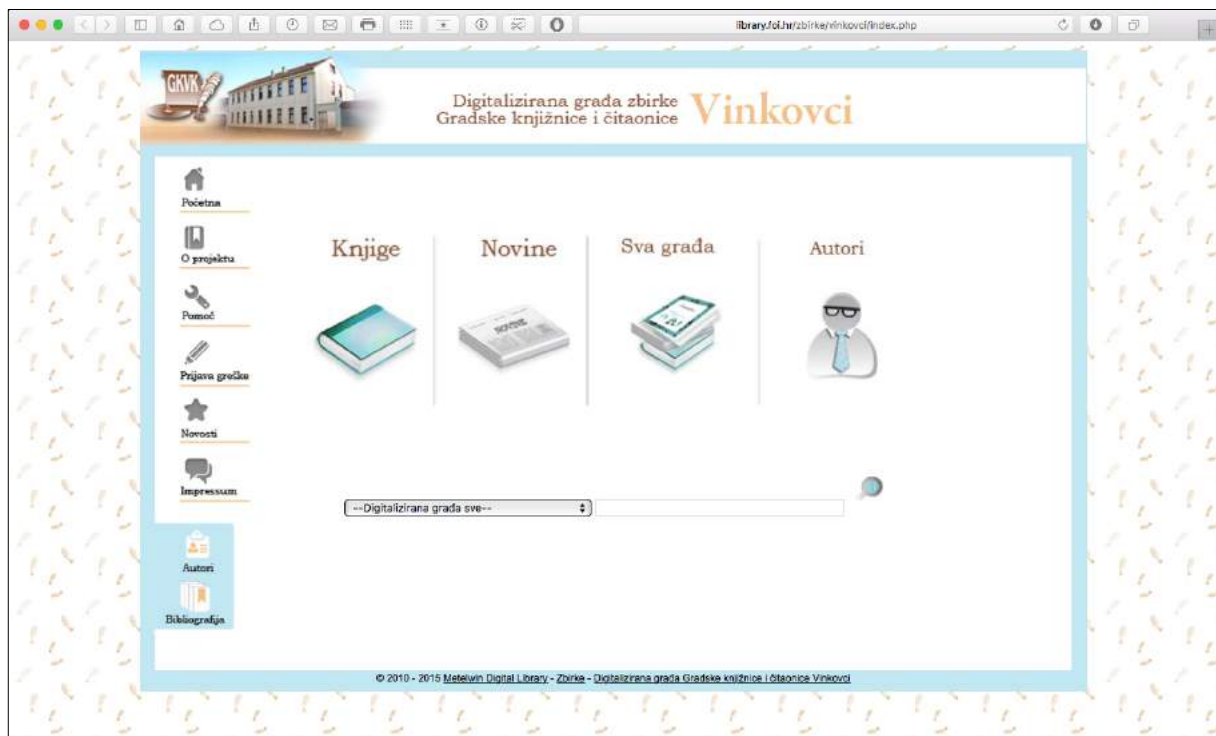 library.foi.hr/zbirke/vinkovci/index.php
GKVK
Digitalizirana građa zbirke
Gradske knjižnice i čitaonice
Vinkovci
Početna
O projektu
Pomoć
Prijava greške
Novosti
Impressum
Autori
Bibliografija
Knjige
Novine
Sva građa
Autori
NOVINE
--Digitalizirana građa sve--
© 2010 - 2015 Metelwin Digital Library - Zbirke - Digitalizirana građa Gradske knjižnice i čitaonice Vinkovci